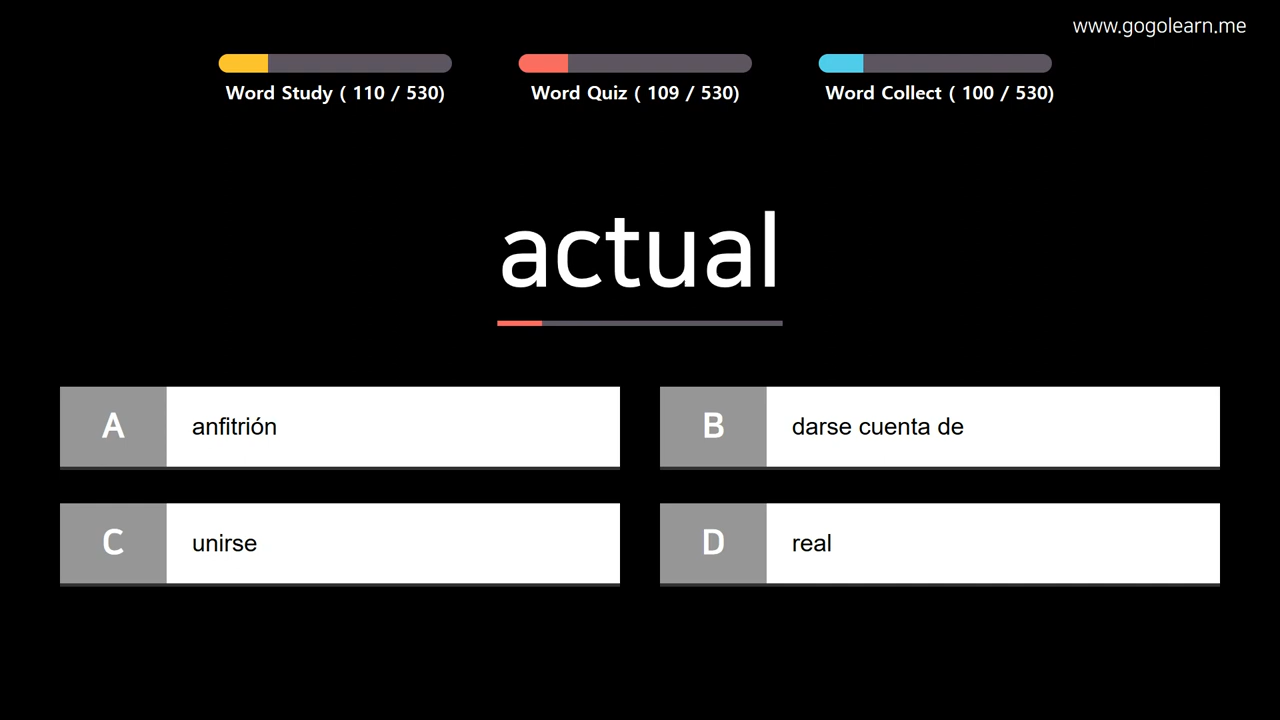 www.gogolearn.me
Word Study ( 110 / 530)
Word Quiz ( 109 / 530)
Word Collect ( 100 / 530)
actual
A anfitrión
B darse cuenta de
C unirse
D real